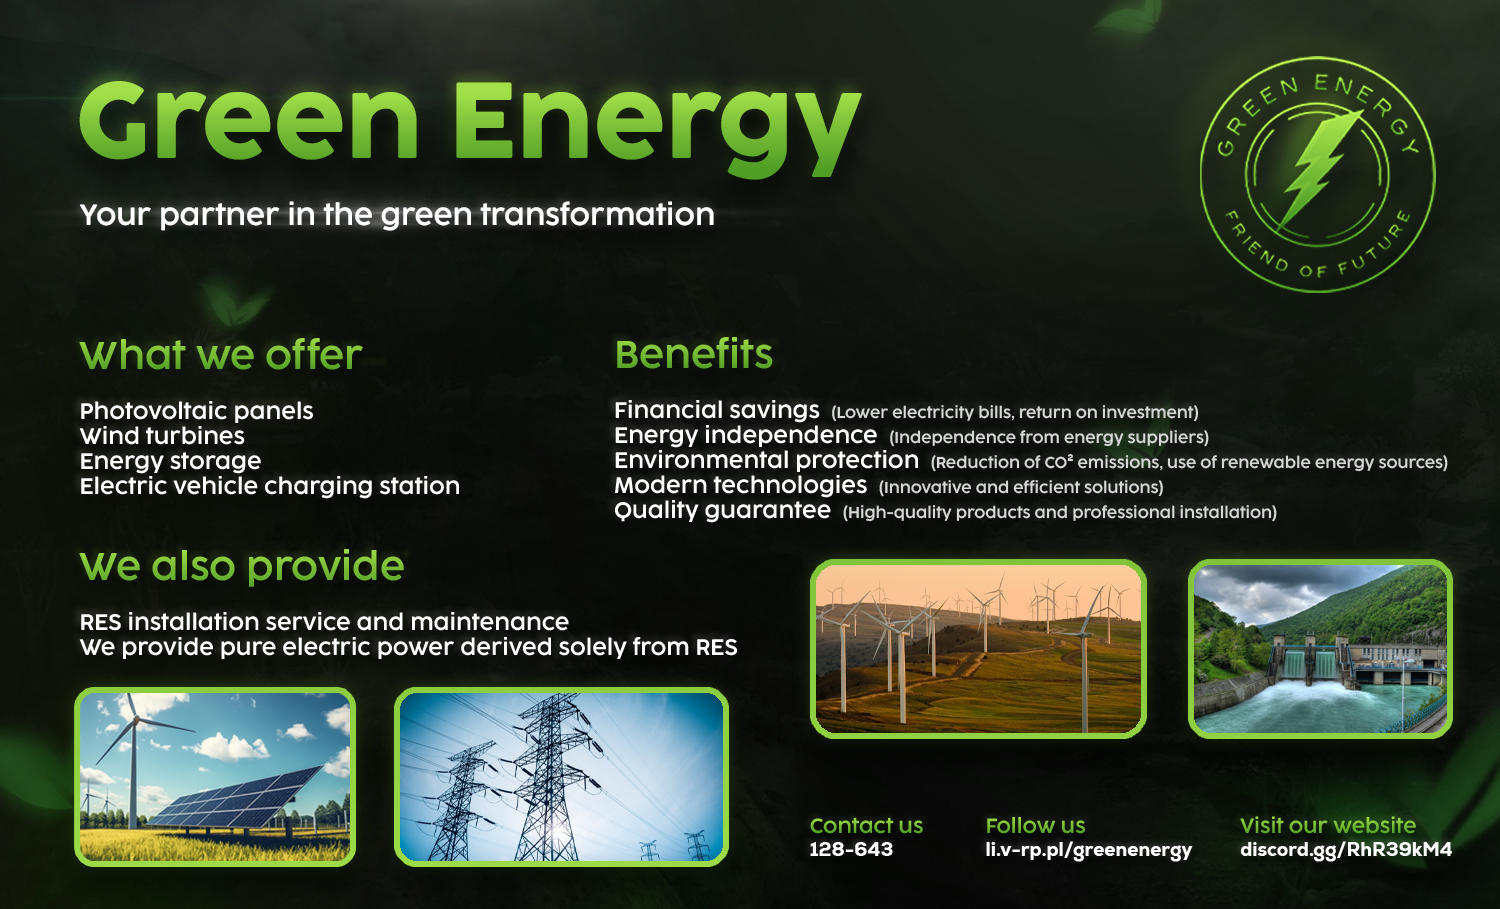 Green Energy
Your partner in the green transformation
GREEN ENERGY
FRIEND OF FUTURE
What we offer
Photovoltaic panels
Wind turbines
Energy storage
Electric vehicle charging station
Benefits
Financial savings (Lower electricity bills, return on investment)
Energy independence (Independence from energy suppliers)
Environmental protection (Reduction of CO² emissions, use of renewable energy sources)
Modern technologies (Innovative and efficient solutions)
Quality guarantee (High-quality products and professional installation)
We also provide
RES installation service and maintenance
We provide pure electric power derived solely from RES
Contact us
128-643
Follow us
li.v-rp.pl/greenenergy
Visit our website
discord.gg/RhR39kM4